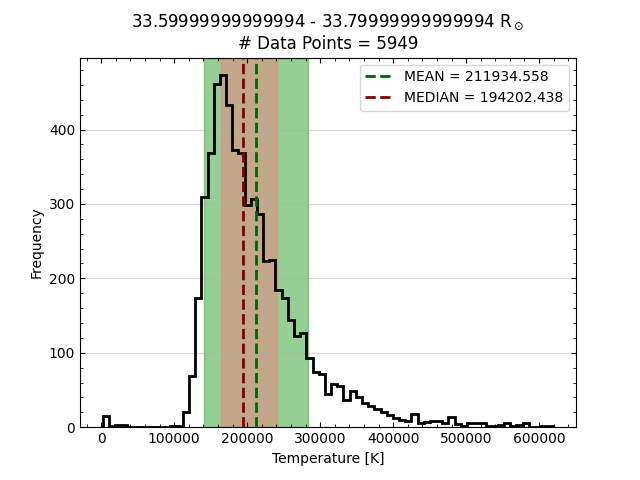 33.59999999999994 - 33.79999999999994 R⊙
# Data Points = 5949
MEAN = 211934.558
MEDIAN = 194202.438
Frequency
400
300
200
100
0
0 100000 200000 300000 400000 500000 600000
Temperature [K]